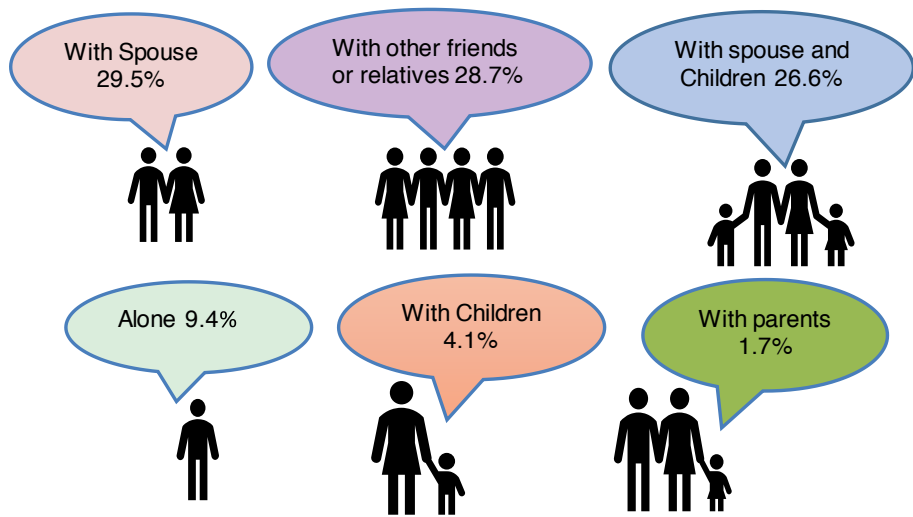 With Spouse
29.5%
With other friends
or relatives 28.7%
With spouse and
Children 26.6%
Alone 9.4%
With Children
4.1%
With parents
1.7%